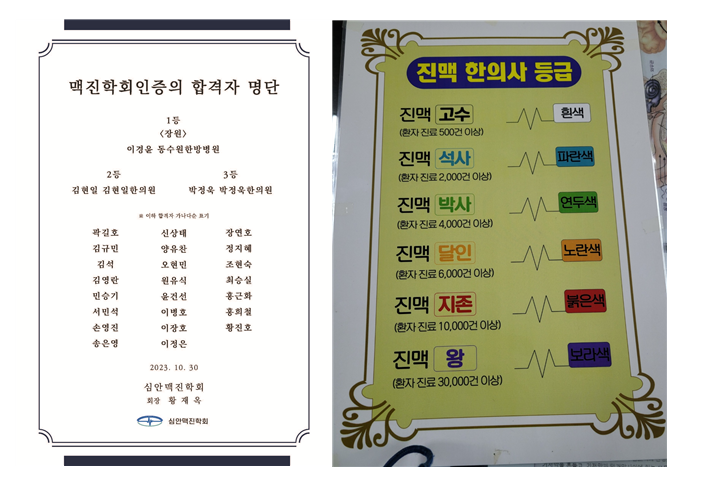 맥진학회인증의 합격자 명단
1등
<장원>
이경윤 동수원한방병원
2등 3등
김현일 김현일한의원 박정욱 박정욱한의원
※ 이하 합격자 가나다순 표기
곽길호 신상태 장연호
김규민 양유찬 정지혜
김석 오현민 조현숙
김영란 원유식 최승실
민승기 윤건선 홍근화
서민석 이병호 홍희철
손영진 이장호 황진호
송은영 이정은
2023. 10. 30
심안맥진학회
회장 황 재 옥
심안맥진학회
진맥 한의사 등급
진맥 고수 흰색
(환자 진료 500건 이상)
진맥 석사 파란색
(환자 진료 2,000건 이상)
진맥 박사 연두색
(환자 진료 4,000건 이상)
진맥 달인 노란색
(환자 진료 6,000건 이상)
진맥 지존 붉은색
(환자 진료 10,000건 이상)
진맥 왕 보라색
(환자 진료 30,000건 이상)